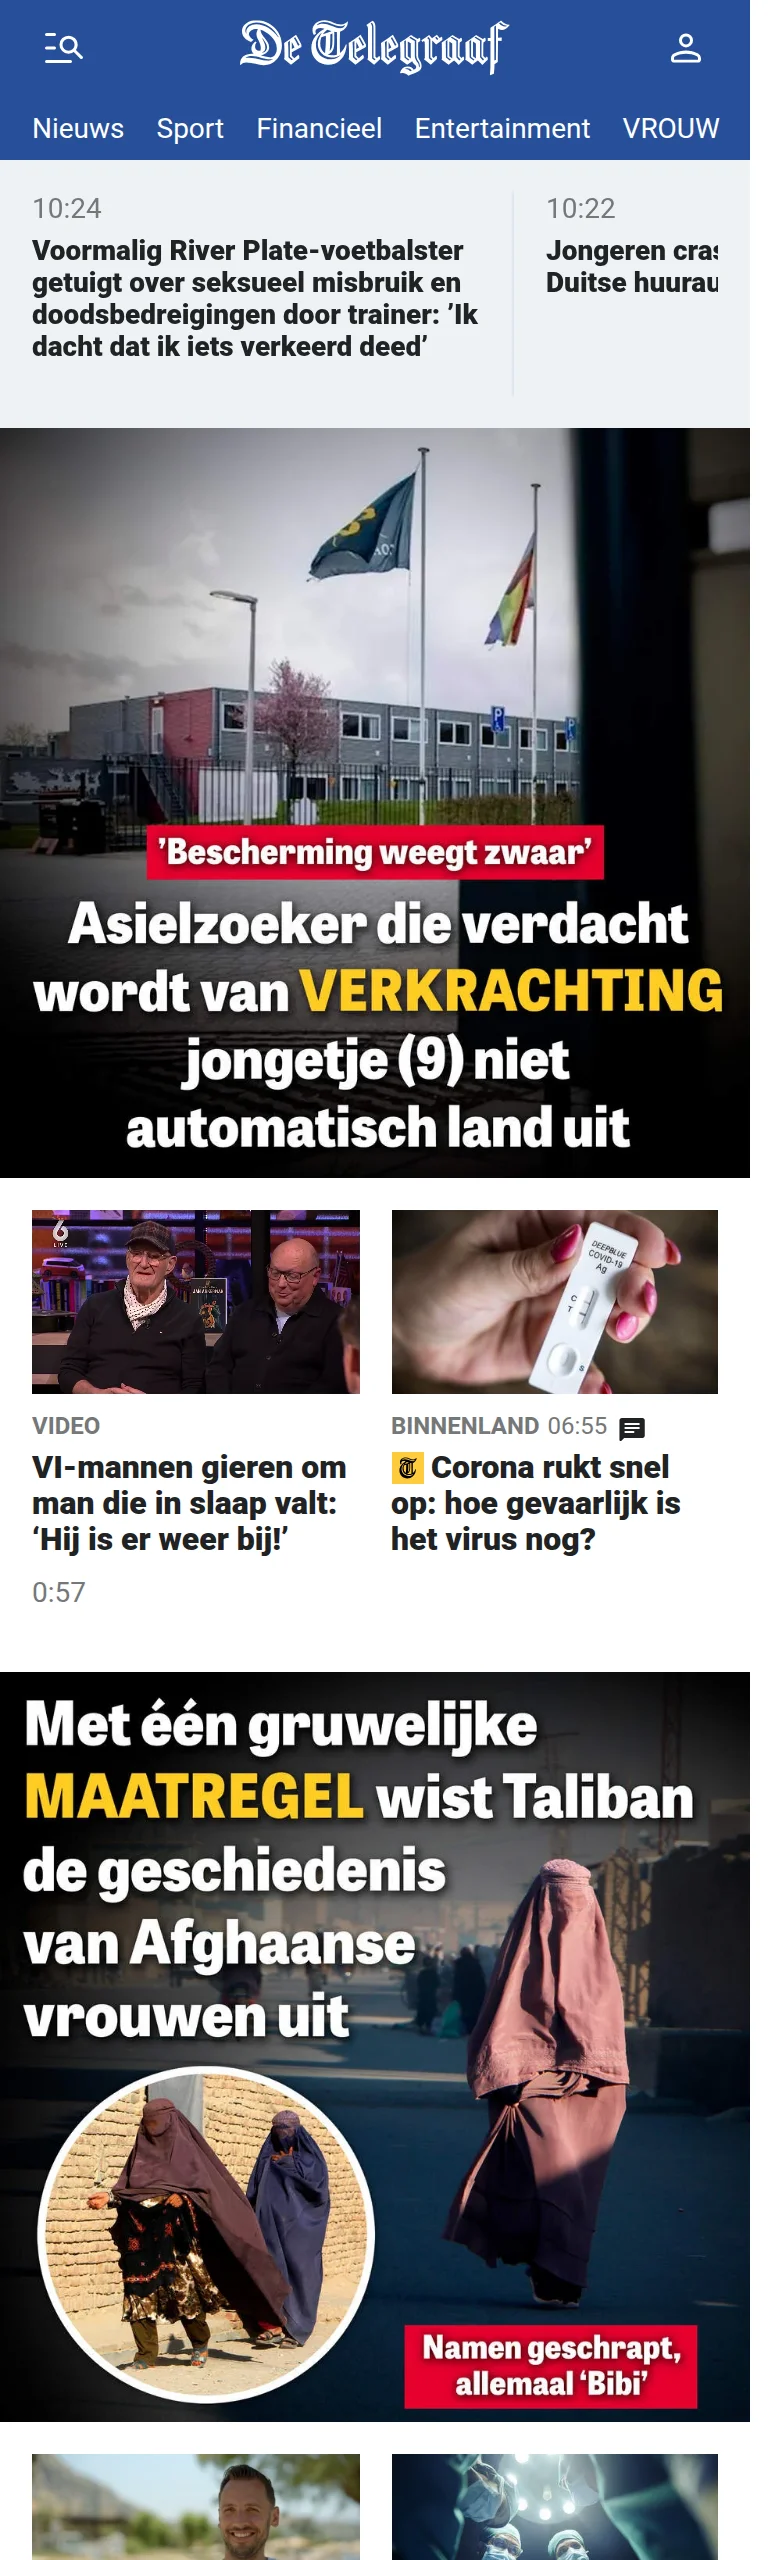 De Telegraaf
Nieuws Sport Financieel Entertainment VROUW
10:24
Voormalig River Plate-voetbalster
getuigt over seksueel misbruik en
doodsbedreigingen door trainer: ’Ik
dacht dat ik iets verkeerd deed’
10:22
Jongeren
Duitse
’Bescherming weegt zwaar’
Asielzoeker die verdacht
wordt van VERKRACHTING
jongetje (9) niet
automatisch land uit
6
LIVE
JAN AKKERMAN
VIDEO
VI-mannen gieren om
man die in slaap valt:
‘Hij is er weer bij!’
0:57
DEEPBLUE
COVID-19
Ag
C
T
S
BINNENLAND 06:55
T Corona rukt snel
op: hoe gevaarlijk is
het virus nog?
Met één gruwelijke
MAATREGEL wist Taliban
de geschiedenis
van Afghaanse
vrouwen uit
Namen geschrapt,
allemaal ‘Bibi’